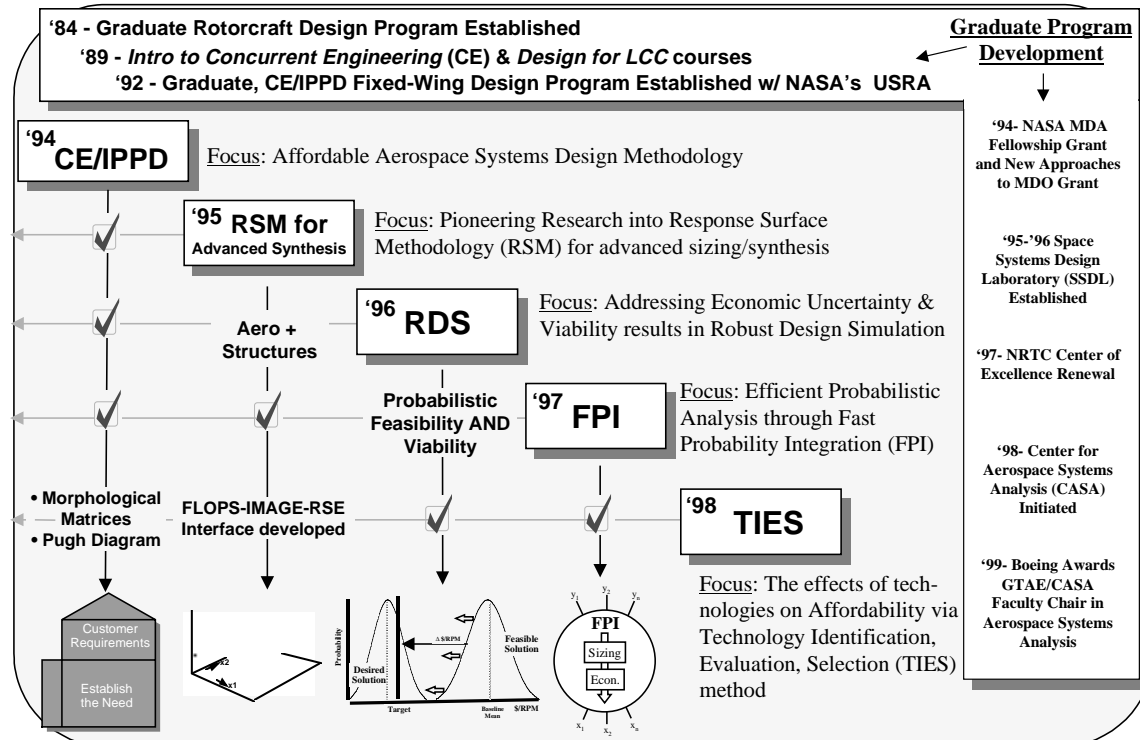 ‘84 - Graduate Rotorcraft Design Program Established
‘89 - Intro to Concurrent Engineering (CE) & Design for LCC courses
‘92 - Graduate, CE/IPPD Fixed-Wing Design Program Established w/ NASA’s USRA
Graduate Program
Development
‘94- NASA MDA
Fellowship Grant
and New Approaches
to MDO Grant
‘95-’96 Space
Systems Design
Laboratory (SSDL)
Established
‘97- NRTC Center of
Excellence Renewal
‘98- Center for
Aerospace Systems
Analysis (CASA)
Initiated
‘99- Boeing Awards
GTAE/CASA
Faculty Chair in
Aerospace Systems
Analysis
‘94 CE/IPPD
Focus: Affordable Aerospace Systems Design Methodology
‘95 RSM for
Advanced Synthesis
Focus: Pioneering Research into Response Surface
Methodology (RSM) for advanced sizing/synthesis
‘96 RDS
Focus: Addressing Economic Uncertainty &
Viability results in Robust Design Simulation
Aero +
Structures
‘97 FPI
Focus: Efficient Probabilistic
Analysis through Fast
Probability Integration (FPI)
Probabilistic
Feasibility AND
Viability
‘98 TIES
Focus: The effects of tech-
nologies on Affordability via
Technology Identification,
Evaluation, Selection (TIES)
method
• Morphological
Matrices
• Pugh Diagram
FLOPS-IMAGE-RSE
Interface developed
Customer
Requirements
Establish
the Need
x2
x1
Probability
Δ $/RPM
Desired
Solution
Feasible
Solution
Target
Baseline
Mean
$/RPM
y1
y2
yn
FPI
Sizing
Econ.
x1
x2
xn